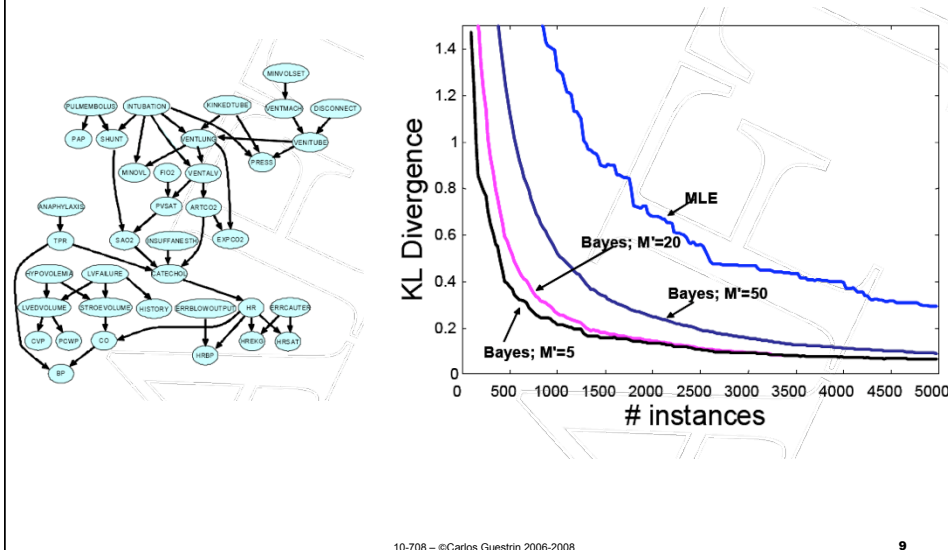 MINVOLSET
PULMEMBOLUS INTUBATION KINKEDTUBE VENTMACH DISCONNECT
PAP SHUNT VENTLUNG VENITUBE
PRESS
MINOVL FIO2 VENTALV
ANAPHYLAXIS PVSAT ARTCO2
TPR SAO2 INSUFFANESTH EXPCO2
HYPOVOLEMIA LVFAILURE CATECHOL
LVEDVOLUME STROEVOLUME HISTORY ERRBLOWOUTPUT HR ERRCAUTER
CVP PCWP CO HREKG HRSAT
HRBP
BP
KL Divergence
1.4
1.2
1
0.8
0.6
0.4
0.2
0
MLE
Bayes; M'=20
Bayes; M'=50
Bayes; M'=5
0 500 1000 1500 2000 2500 3000 3500 4000 4500 5000
# instances
10-708 – ©Carlos Guestrin 2006-2008
9